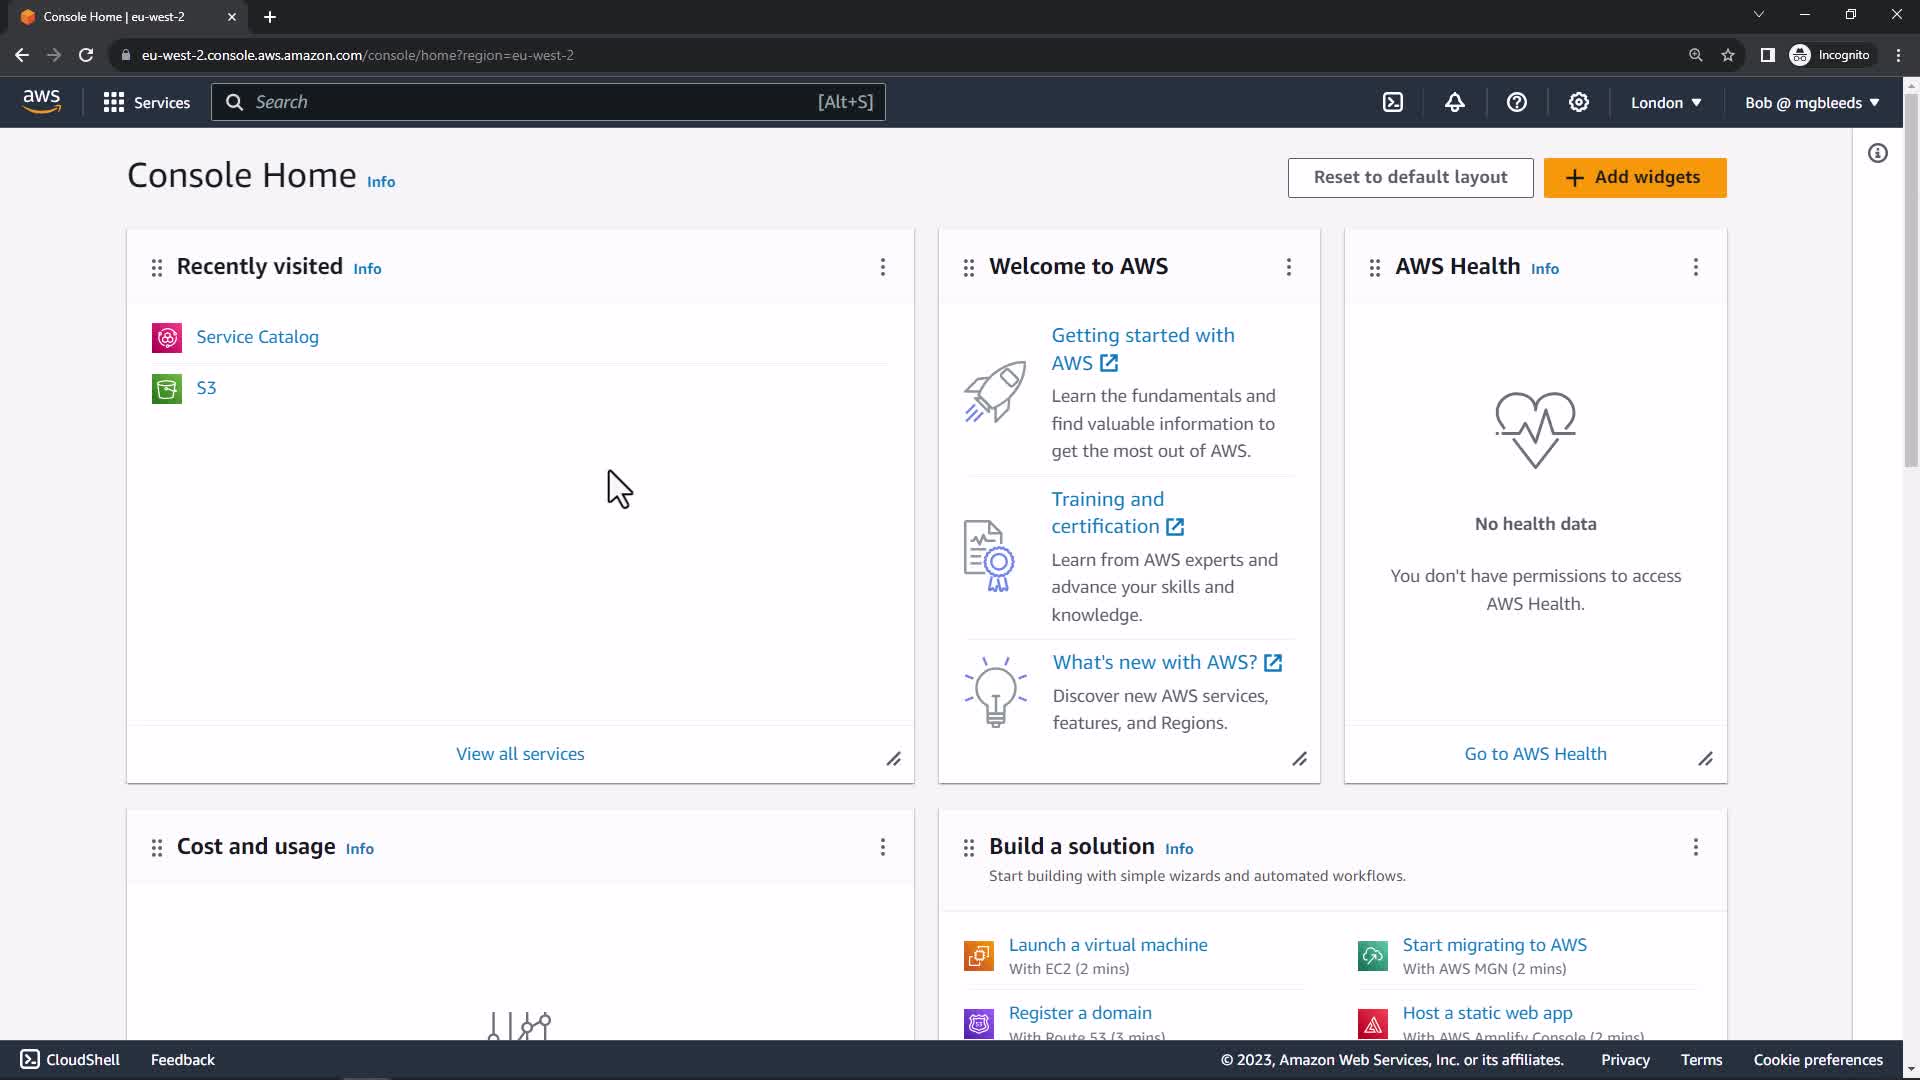 Console Home | eu-west-2
eu-west-2.console.aws.amazon.com/console/home?region=eu-west-2
Incognito
aws
Services
Search
[Alt+S]
London
Bob @ mgbleeds
Console Home Info
Reset to default layout
Add widgets
Recently visited Info
Service Catalog
S3
View all services
Welcome to AWS
Getting started with
AWS
Learn the fundamentals and
find valuable information to
get the most out of AWS.
Training and
certification
Learn from AWS experts and
advance your skills and
knowledge.
What's new with AWS?
Discover new AWS services,
features, and Regions.
AWS Health Info
No health data
You don't have permissions to access
AWS Health.
Go to AWS Health
Cost and usage Info
Build a solution Info
Start building with simple wizards and automated workflows.
Launch a virtual machine
With EC2 (2 mins)
Start migrating to AWS
With AWS MGN (2 mins)
Register a domain
With Route 53 (3 mins)
Host a static web app
With AWS Amplify Console (2 mins)
CloudShell
Feedback
© 2023, Amazon Web Services, Inc. or its affiliates.
Privacy
Terms
Cookie preferences